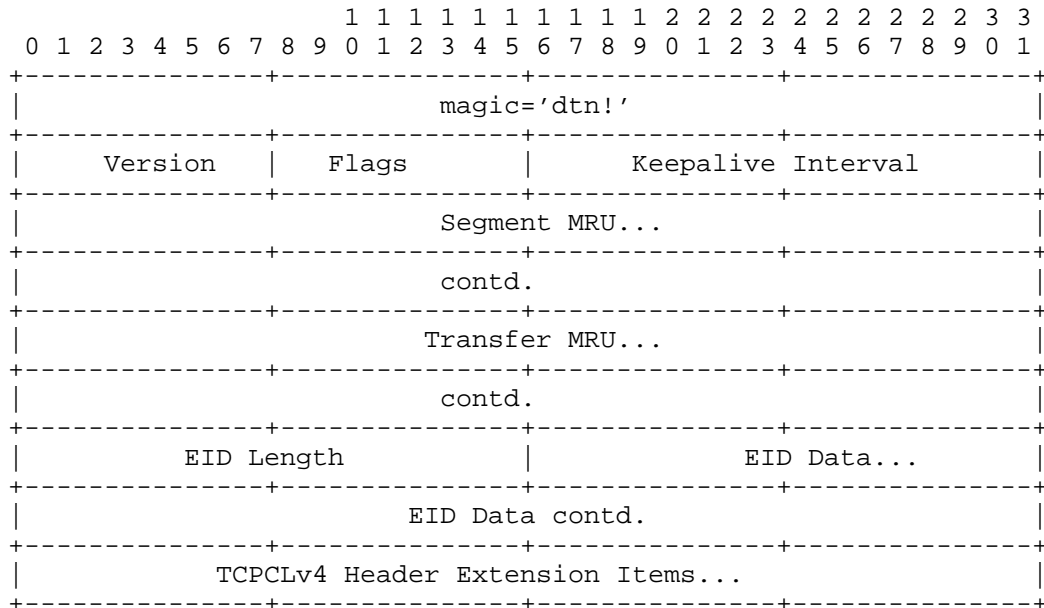 1 1 1 1 1 1 1 1 1 1 2 2 2 2 2 2 2 2 2 2 3 3
 0 1 2 3 4 5 6 7 8 9 0 1 2 3 4 5 6 7 8 9 0 1 2 3 4 5 6 7 8 9 0 1
+---------------+---------------+---------------+---------------+
|                          magic='dtn!'                         |
+---------------+---------------+---------------+---------------+
|     Version   |   Flags       |      Keepalive Interval       |
+---------------+---------------+---------------+---------------+
|                          Segment MRU...                       |
+---------------+---------------+---------------+---------------+
|                          contd.                               |
+---------------+---------------+---------------+---------------+
|                         Transfer MRU...                       |
+---------------+---------------+---------------+---------------+
|                          contd.                               |
+---------------+---------------+---------------+---------------+
|          EID Length           |             EID Data...       |
+---------------+---------------+---------------+---------------+
|                        EID Data contd.                        |
+---------------+---------------+---------------+---------------+
|            TCPCLv4 Header Extension Items...                  |
+---------------+---------------+---------------+---------------+